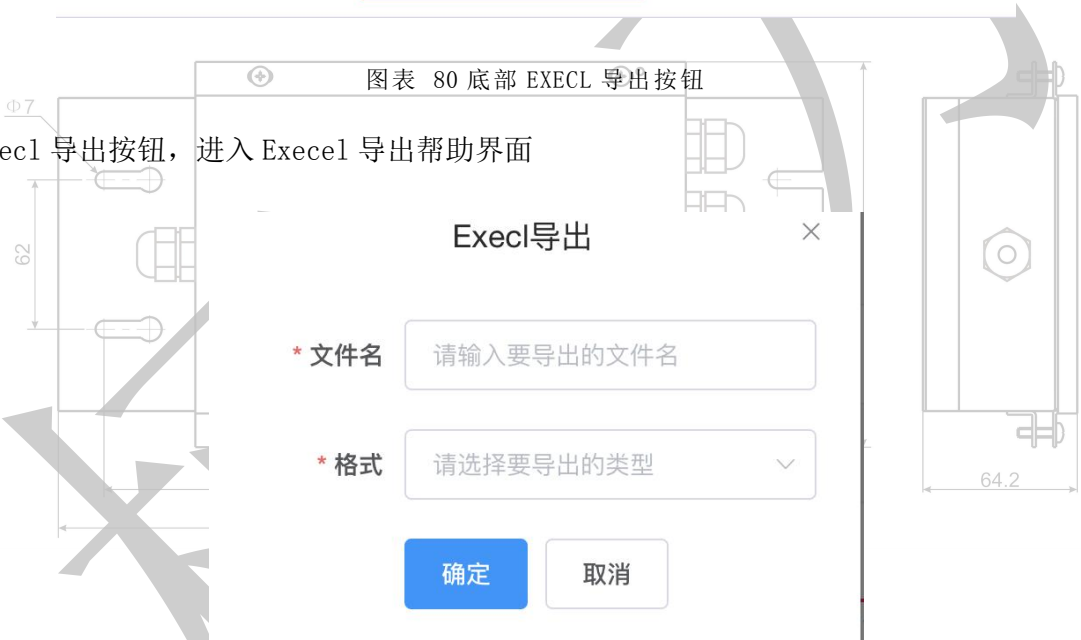 图表 80 底部 EXECL 导出按钮
Φ7
ecl 导出按钮，进入 Execel 导出帮助界面
62
Execl导出
* 文件名
请输入要导出的文件名
* 格式
请选择要导出的类型
64.2
确定
取消